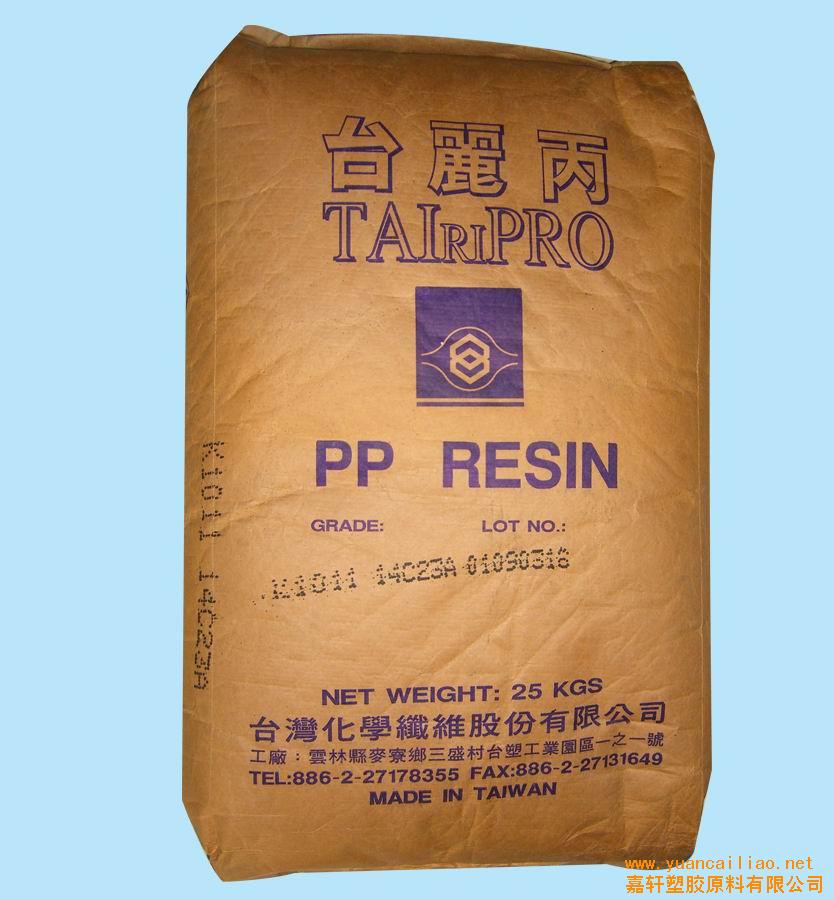 台麗丙
TAIRIPRO
PP RESIN
GRADE: LOT NO.:
K1011 14C23A 01090318
K1011 14C23A
NET WEIGHT: 25 KGS
台灣化學纖維股份有限公司
工廠：雲林縣麥寮鄉三盛村台塑工業園區一之一號
TEL:886-2-27178355 FAX:886-2-27131649
MADE IN TAIWAN
www.yuancailiao.net
嘉轩塑胶原料有限公司